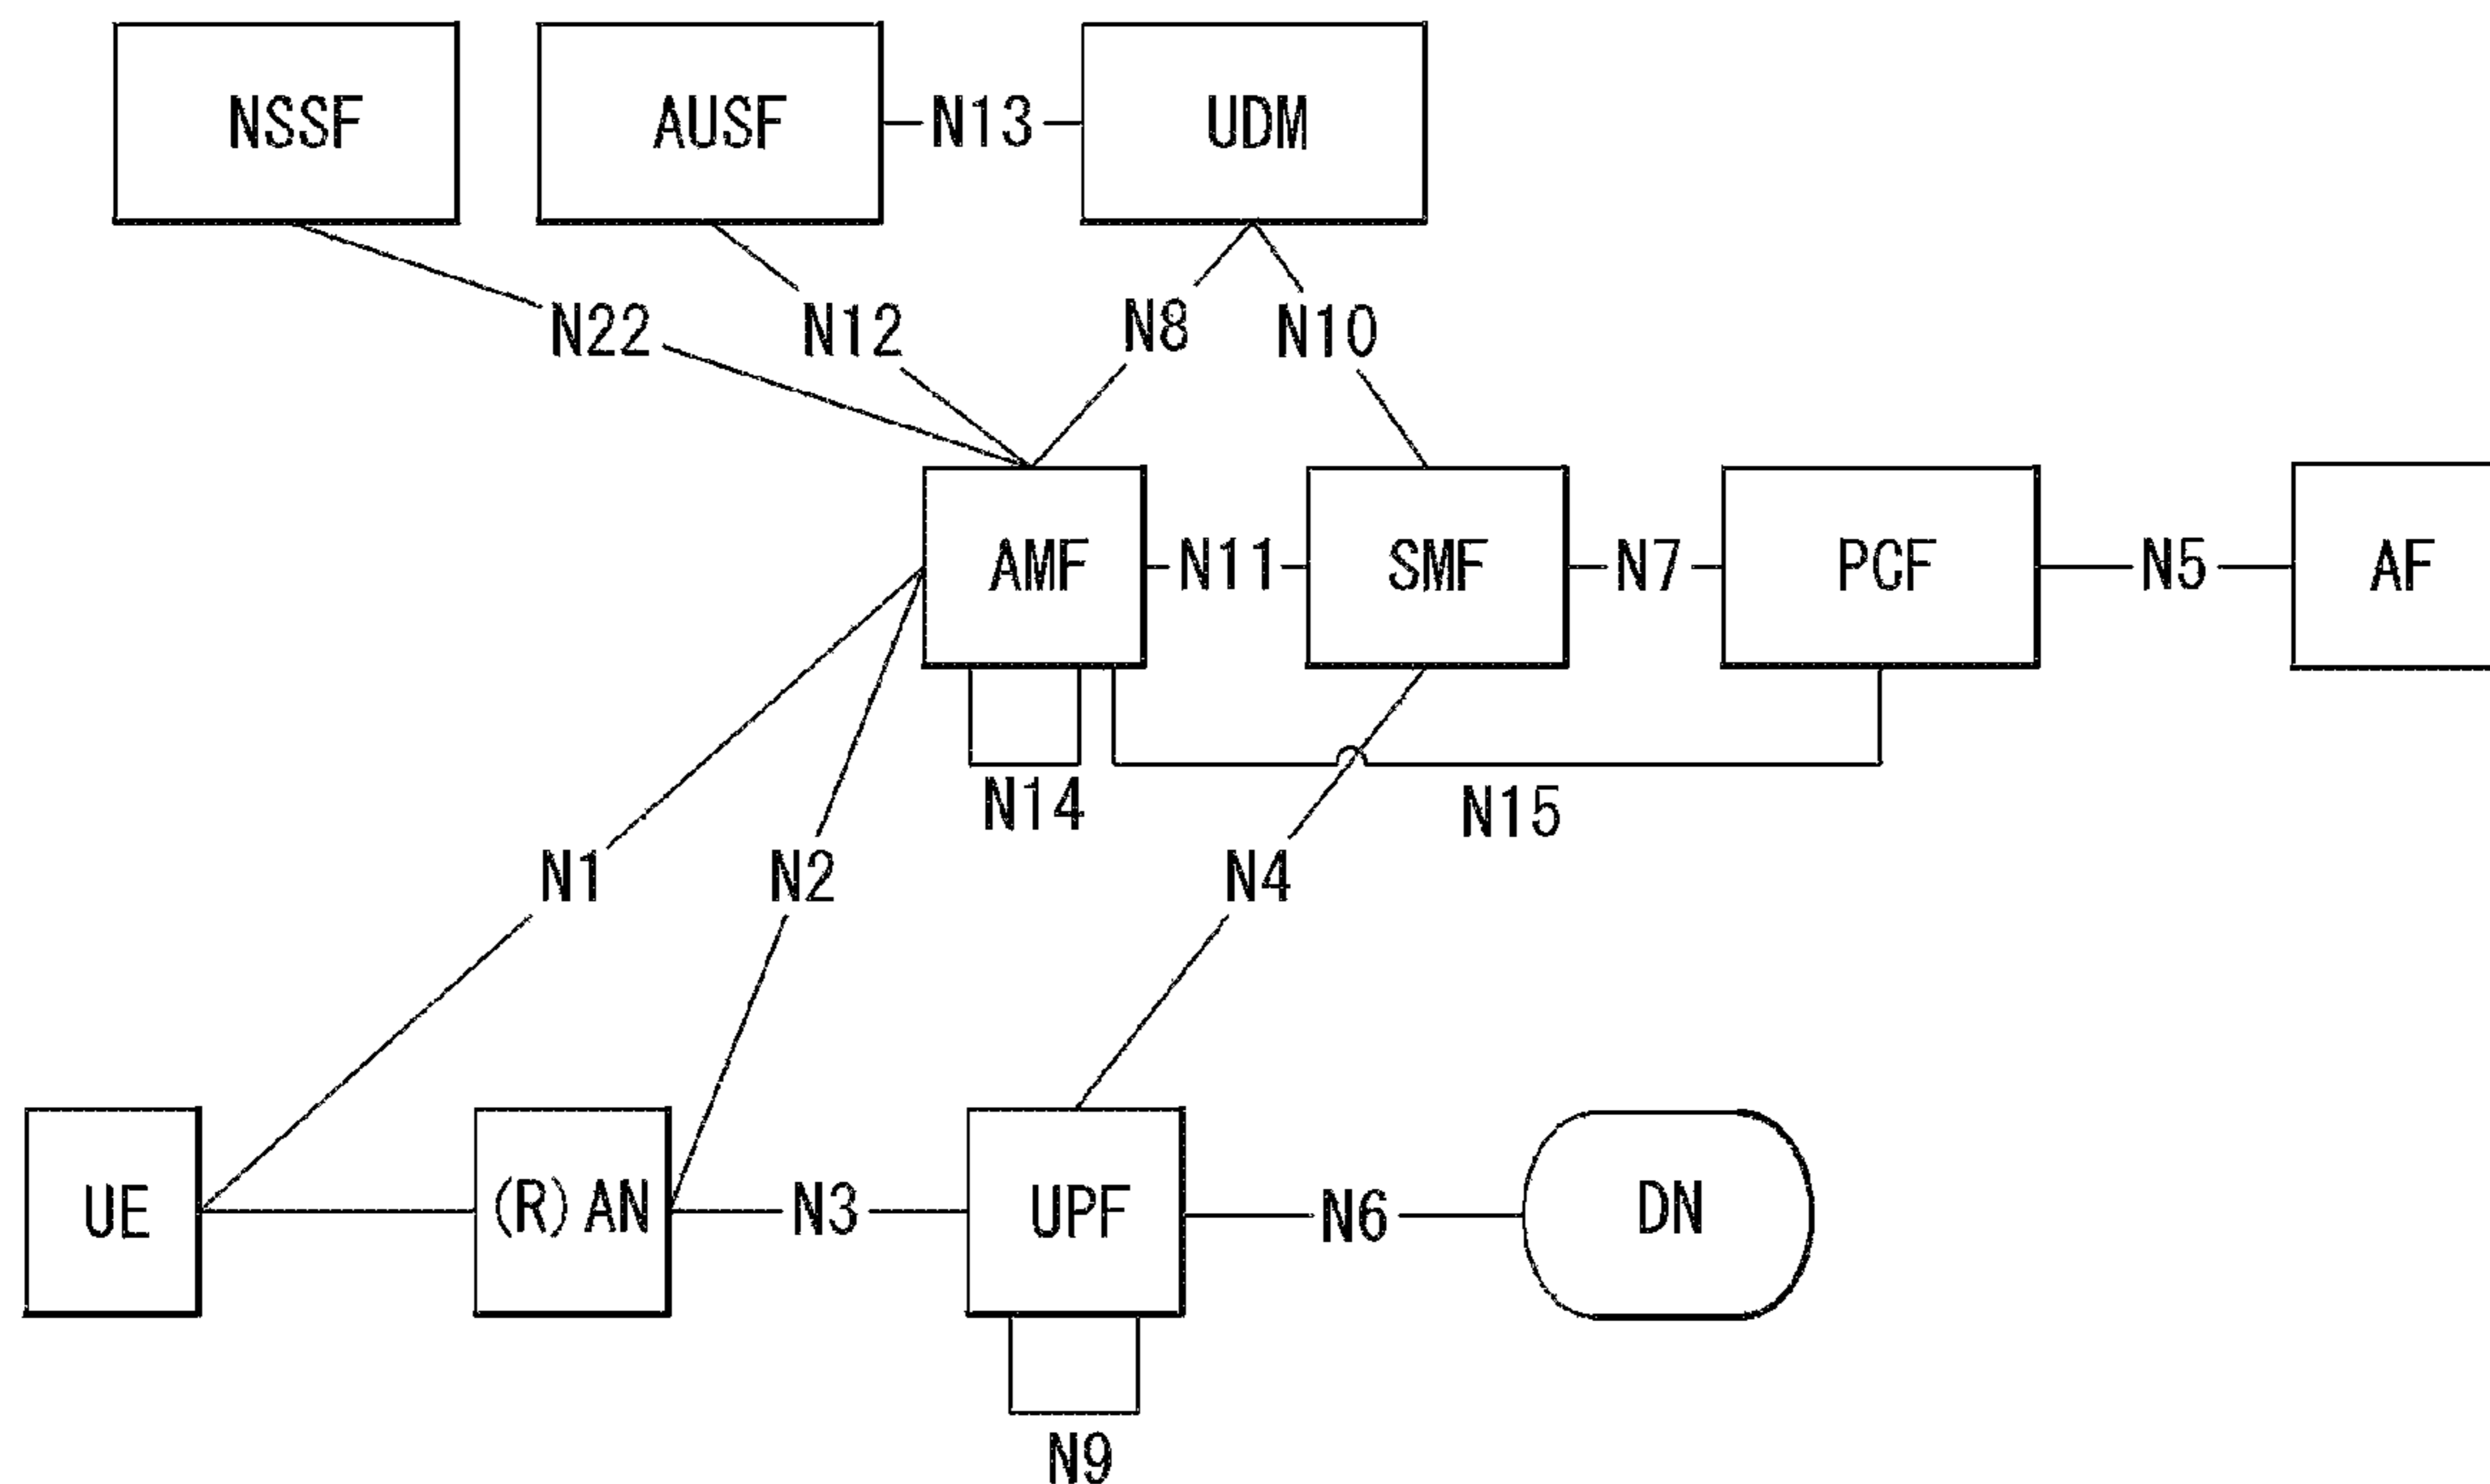 NSSF
AUSF
N13
UDM
N22
N12
N8
N10
AMF
N11
SMF
N7
PCF
N5
AF
N14
N15
N1
N2
N4
UE
(R)AN
N3
UPF
N6
DN
N9